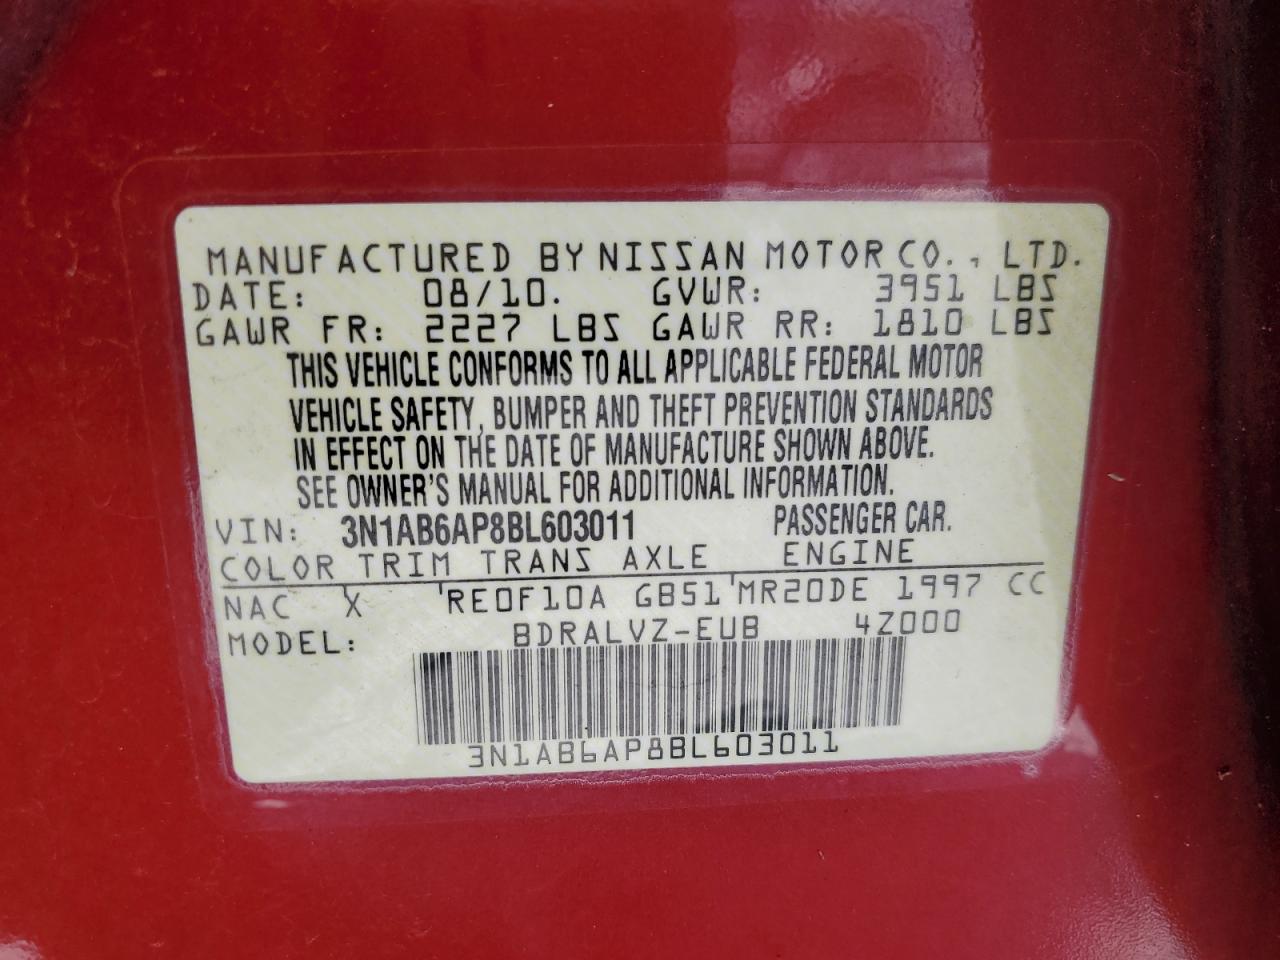 MANUFACTURED BY NISSAN MOTOR CO., LTD.
DATE: 08/10. GVWR: 3951 LBS
GAWR FR: 2227 LBS GAWR RR: 1810 LBS
THIS VEHICLE CONFORMS TO ALL APPLICABLE FEDERAL MOTOR
VEHICLE SAFETY, BUMPER AND THEFT PREVENTION STANDARDS
IN EFFECT ON THE DATE OF MANUFACTURE SHOWN ABOVE.
SEE OWNER'S MANUAL FOR ADDITIONAL INFORMATION.
VIN: 3N1AB6AP8BL603011 PASSENGER CAR.
COLOR TRIM TRANS AXLE ENGINE
NAC X RE0F10A GB51 MR20DE 1997 CC
MODEL: BDRALVZ-EUB 4Z000
3N1AB6AP8BL603011